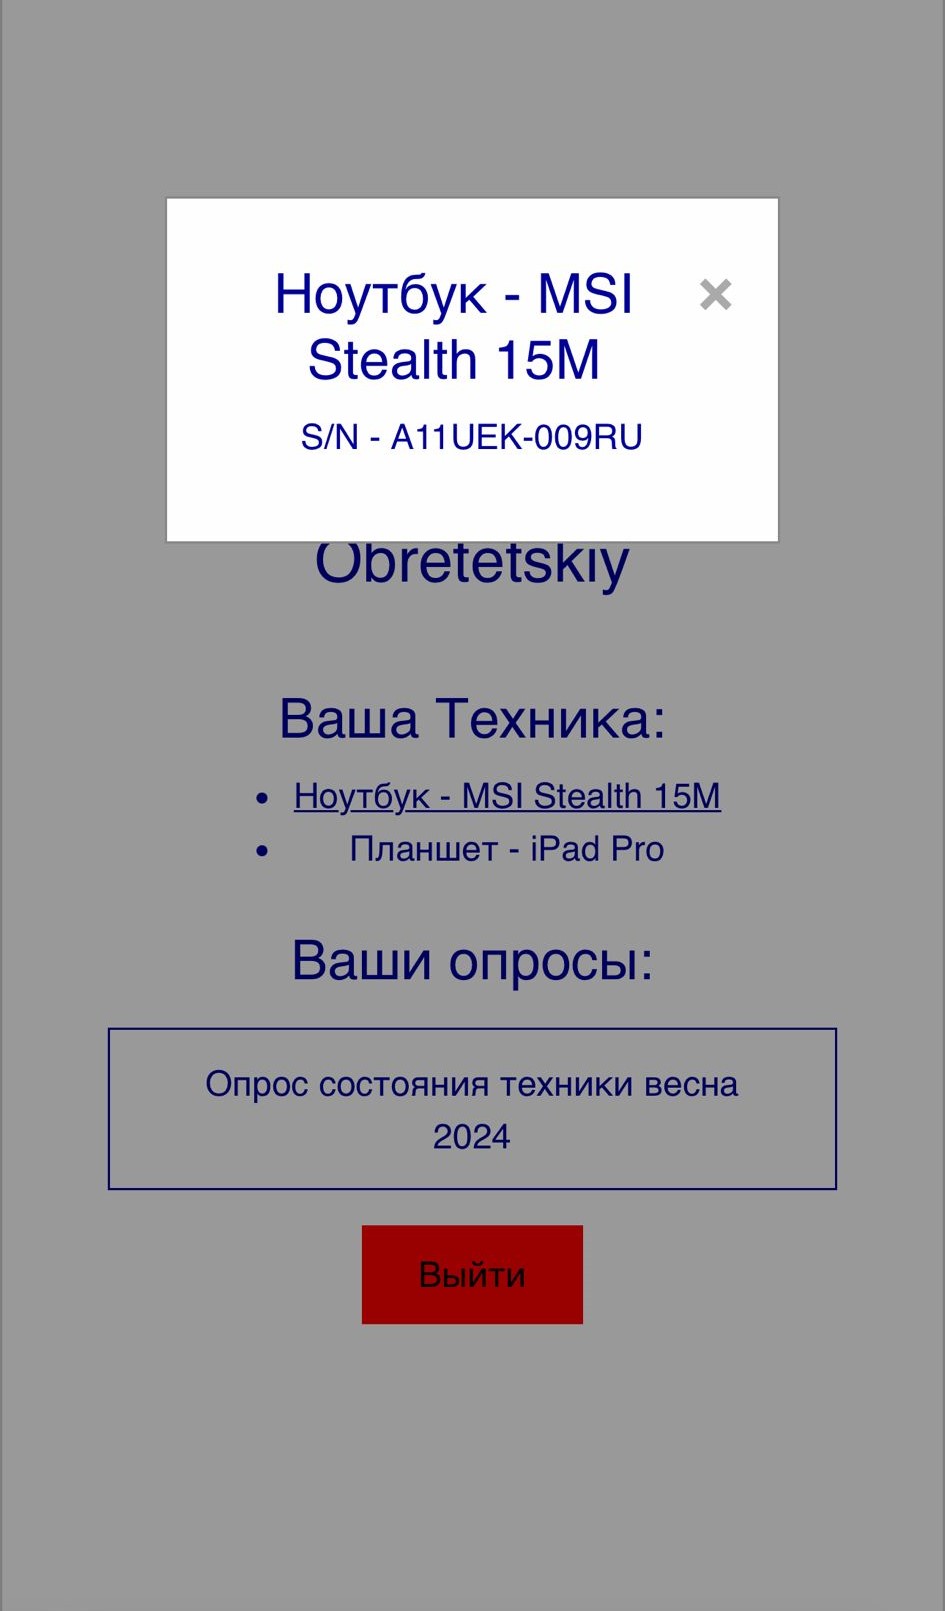 Ноутбук - MSI
Stealth 15M
×
S/N - A11UEK-009RU
Obretetskiy
Ваша Техника:
• Ноутбук - MSI Stealth 15M
• Планшет - iPad Pro
Ваши опросы:
Опрос состояния техники весна
2024
Выйти